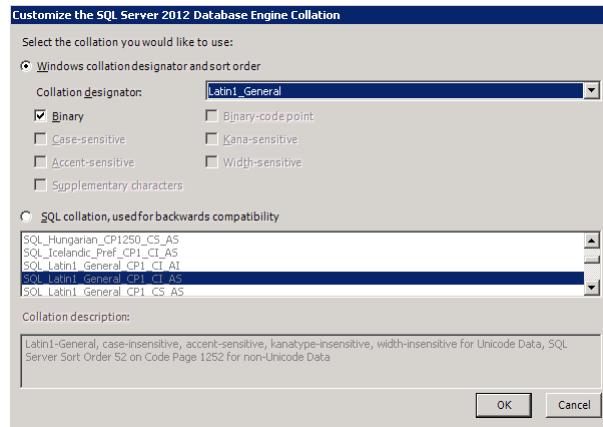 Customize the SQL Server 2012 Database Engine Collation
Select the collation you would like to use:
Windows collation designator and sort order
Collation designator:
Latin1_General
Binary
Binary-code point
Case-sensitive
Kana-sensitive
Accent-sensitive
Width-sensitive
Supplementary characters
SQL collation, used for backwards compatibility
SQL_Hungarian_CP1250_CS_AS
SQL_Icelandic_Pref_CP1_CI_AS
SQL_Latin1_General_CP1_CI_AI
SQL_Latin1_General_CP1_CI_AS
SQL_Latin1_General_CP1_CS_AS
Collation description:
Latin1-General, case-insensitive, accent-sensitive, kanatype-insensitive, width-insensitive for Unicode Data, SQL
Server Sort Order 52 on Code Page 1252 for non-Unicode Data
OK
Cancel